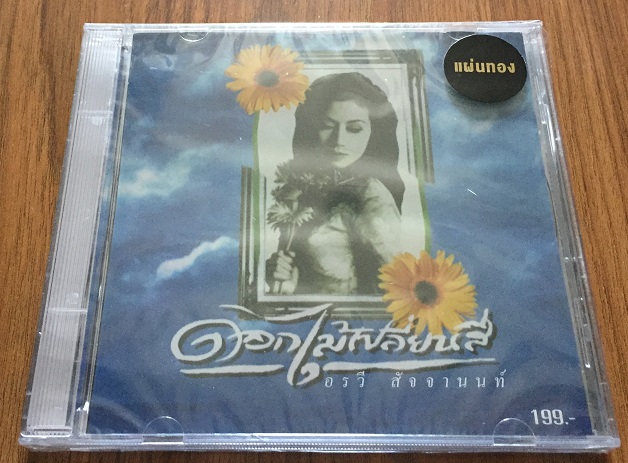 แผ่นทอง
ดอกไม้เปลี่ยนสี
อรวี สัจจานนท์
199.-